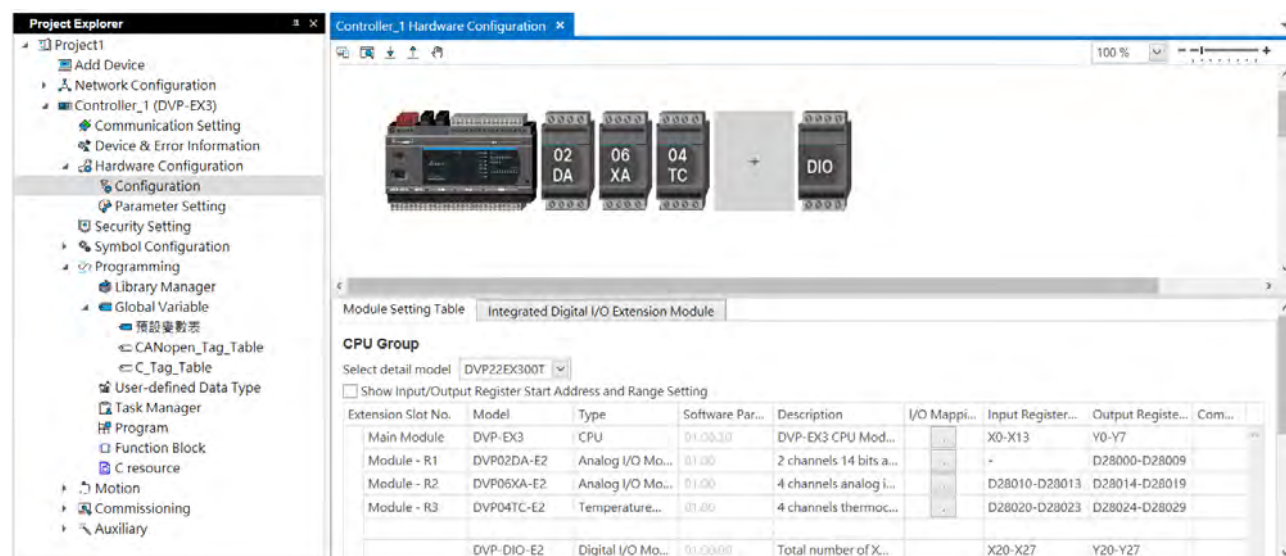 Project Explorer
Project1
Add Device
Network Configuration
Controller_1 (DVP-EX3)
Communication Setting
Device & Error Information
Hardware Configuration
Configuration
Parameter Setting
Security Setting
Symbol Configuration
Programming
Library Manager
Global Variable
預設變數表
CANopen_Tag_Table
C_Tag_Table
User-defined Data Type
Task Manager
Program
Function Block
C resource
Motion
Commissioning
Auxiliary
Controller_1 Hardware Configuration
100 %
02 DA
06 XA
04 TC
+
DIO
Module Setting Table Integrated Digital I/O Extension Module
CPU Group
Select detail model DVP22EX300T
Show Input/Output Register Start Address and Range Setting
Extension Slot No. Model Type Software Par... Description I/O Mappi... Input Register... Output Registe... Com...
Main Module DVP-EX3 CPU DVP-EX3 CPU Mod... X0-X13 Y0-Y7
Module - R1 DVP02DA-E2 Analog I/O Mo... 01.00 2 channels 14 bits a... - D28000-D28009
Module - R2 DVP06XA-E2 Analog I/O Mo... 01.00 4 channels analog i... D28010-D28013 D28014-D28019
Module - R3 DVP04TC-E2 Temperature... 01.00 4 channels thermoc... D28020-D28023 D28024-D28029
DVP-DIO-E2 Digital I/O Mo... 01.00.00 Total number of X... X20-X27 Y20-Y27